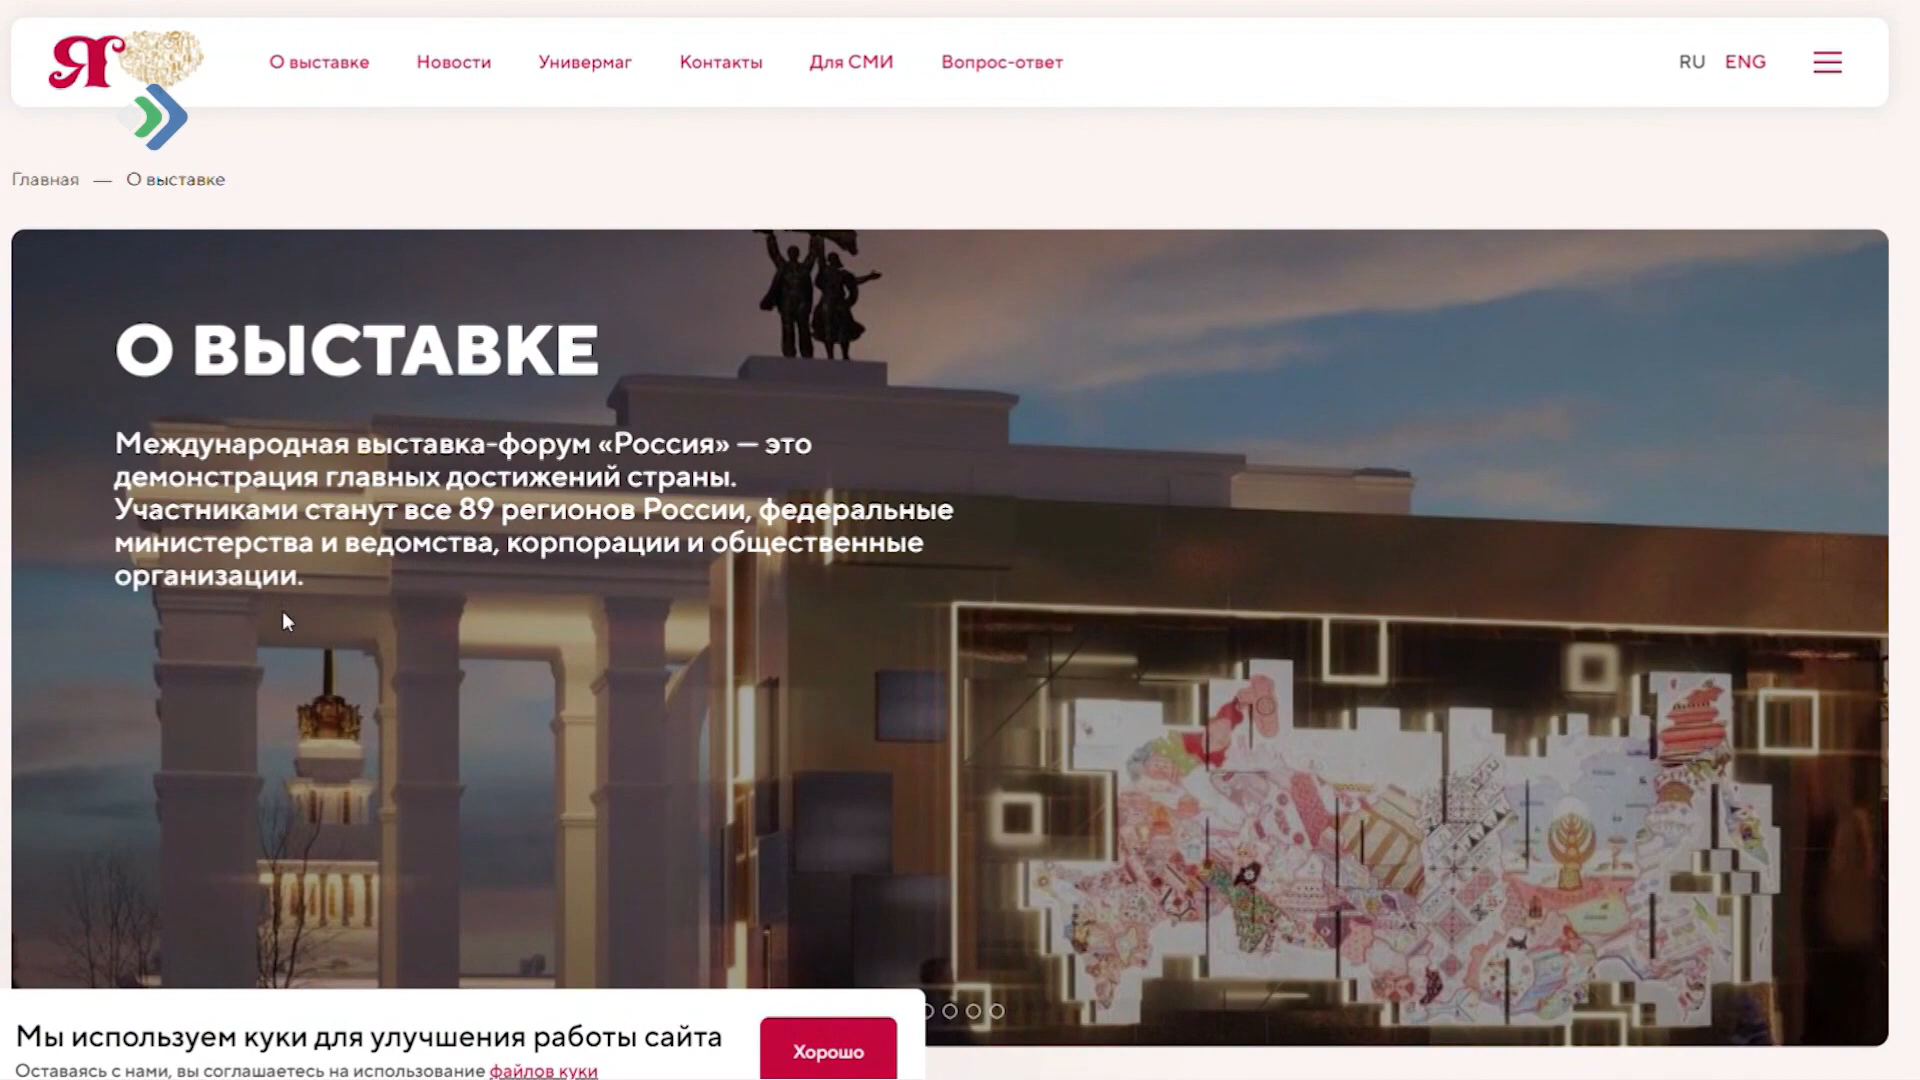 Я
О выставке Новости Универмаг Контакты Для СМИ Вопрос-ответ RU ENG
Главная — О выставке
О ВЫСТАВКЕ
Международная выставка-форум «Россия» — это
демонстрация главных достижений страны.
Участниками станут все 89 регионов России, федеральные
министерства и ведомства, корпорации и общественные
организации.
Мы используем куки для улучшения работы сайта
Оставаясь с нами, вы соглашаетесь на использование файлов куки
Хорошо